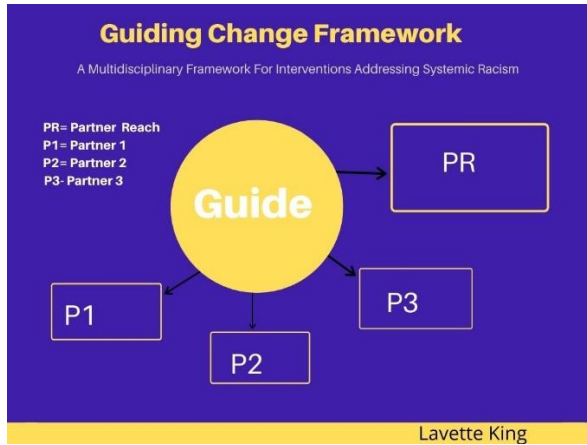 Guiding Change Framework
A Multidisciplinary Framework For Interventions Addressing Systemic Racism
PR= Partner Reach
P1= Partner 1
P2= Partner 2
P3- Partner 3
Guide
PR
P1
P2
P3
Lavette King